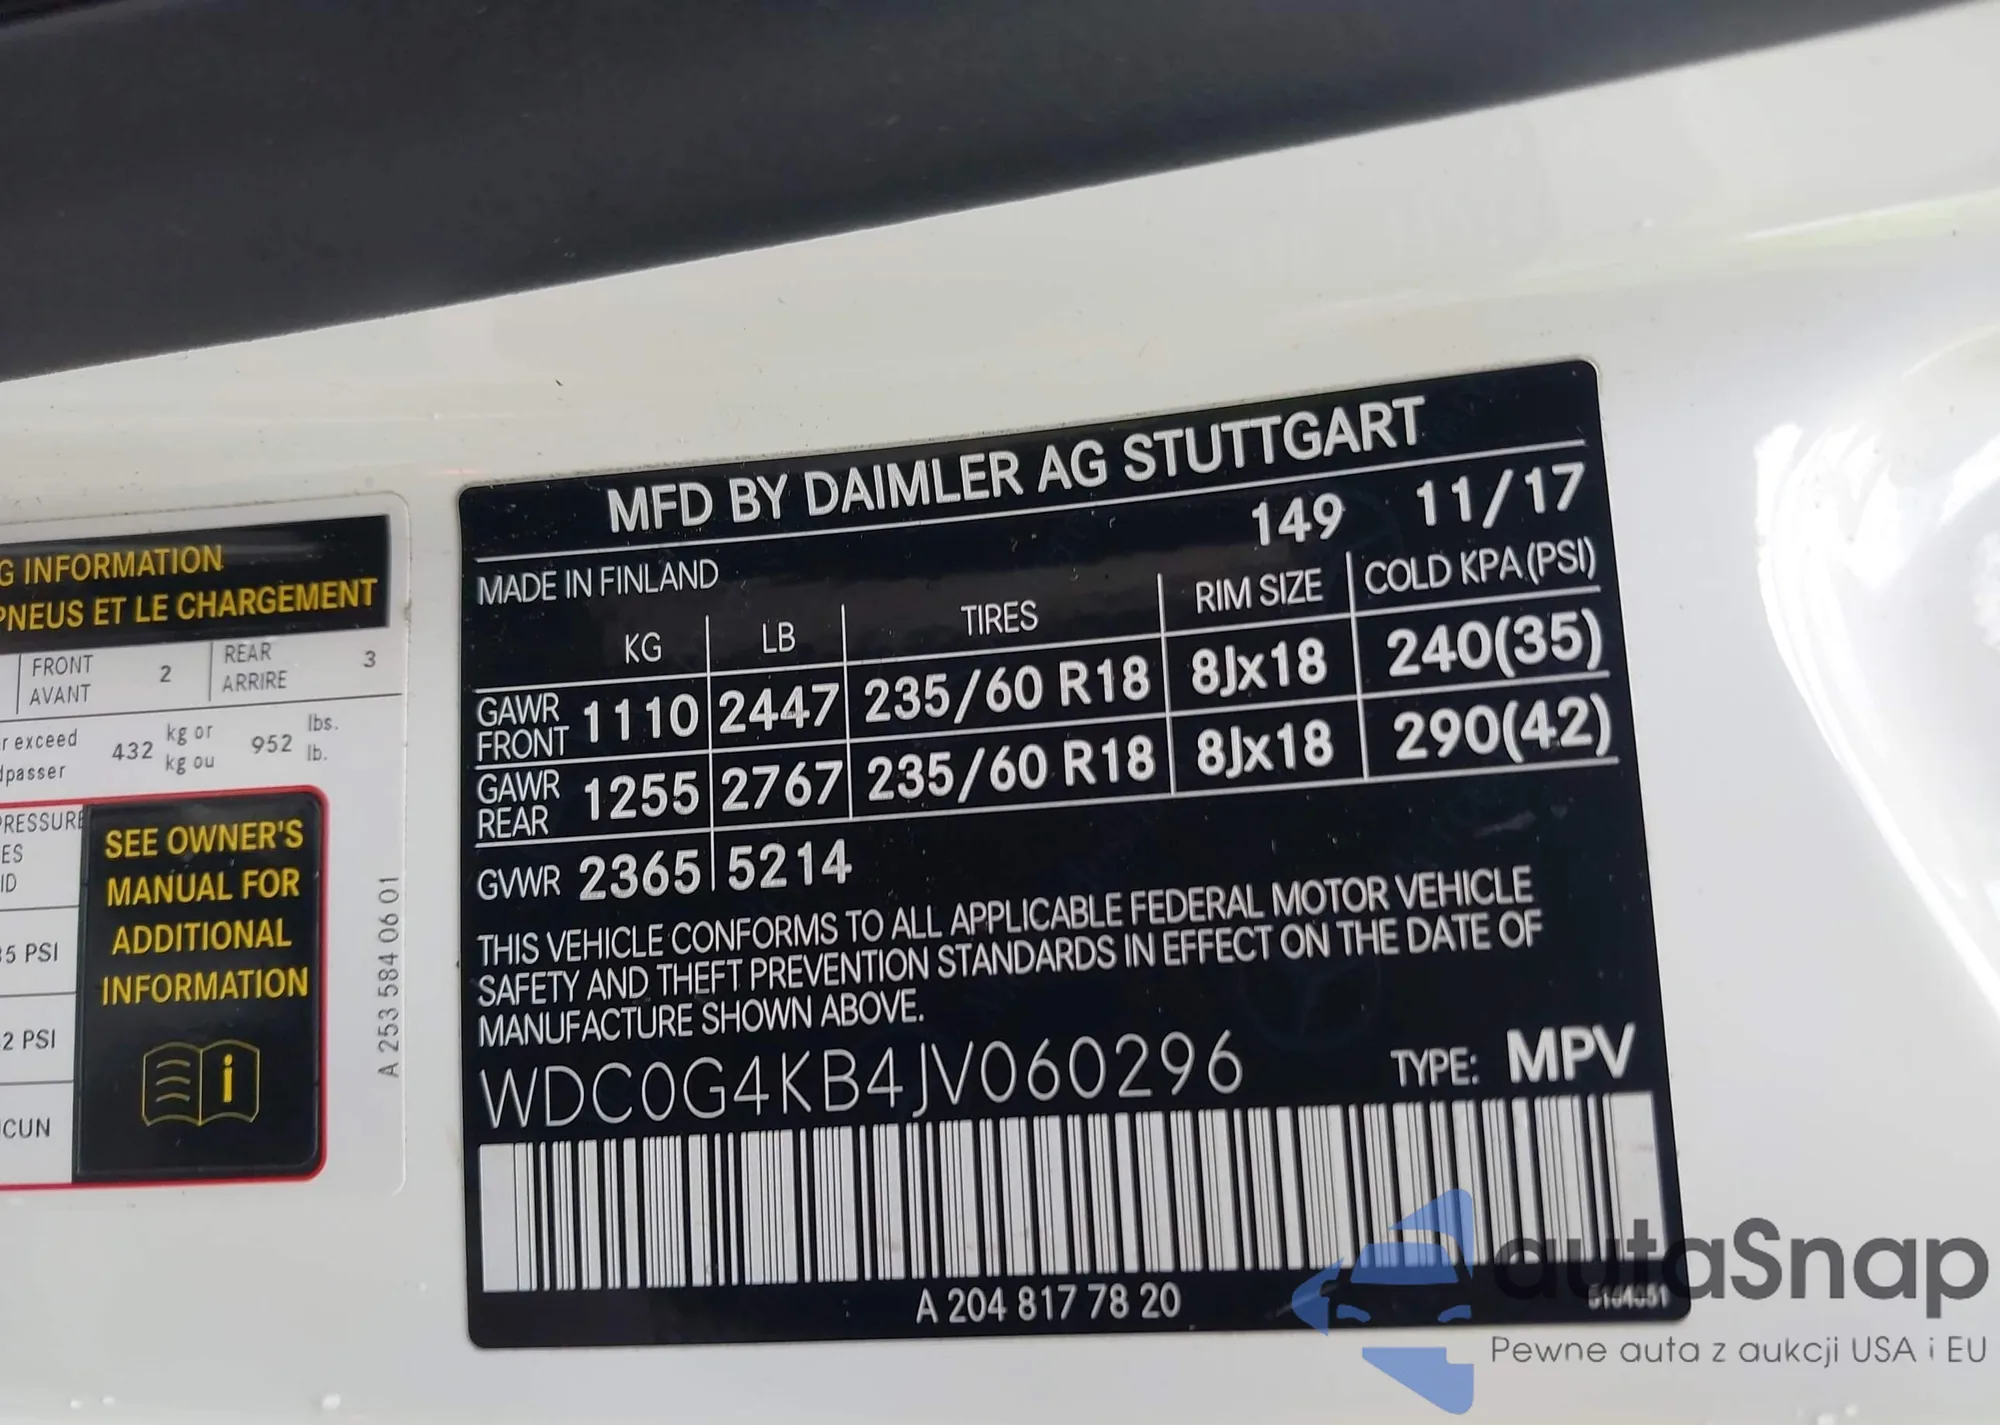 G INFORMATION
PNEUS ET LE CHARGEMENT
FRONT
AVANT
2
REAR
ARRIRE
3
r exceed
dpasser
432
kg or
kg ou
952
lbs.
lb.
PRESSURE
ES
ID
35 PSI
2 PSI
CUN
SEE OWNER'S
MANUAL FOR
ADDITIONAL
INFORMATION
i
A 253 584 06 01
MFD BY DAIMLER AG STUTTGART
149 11/17
MADE IN FINLAND
KG LB TIRES RIM SIZE COLD KPA (PSI)
GAWR FRONT 1110 2447 235/60 R18 8Jx18 240(35)
GAWR REAR 1255 2767 235/60 R18 8Jx18 290(42)
GVWR 2365 5214
THIS VEHICLE CONFORMS TO ALL APPLICABLE FEDERAL MOTOR VEHICLE
SAFETY AND THEFT PREVENTION STANDARDS IN EFFECT ON THE DATE OF
MANUFACTURE SHOWN ABOVE.
WDC0G4KB4JV060296 TYPE: MPV
A 204 817 78 20
autaSnap
Pewne auta z aukcji USA i EU